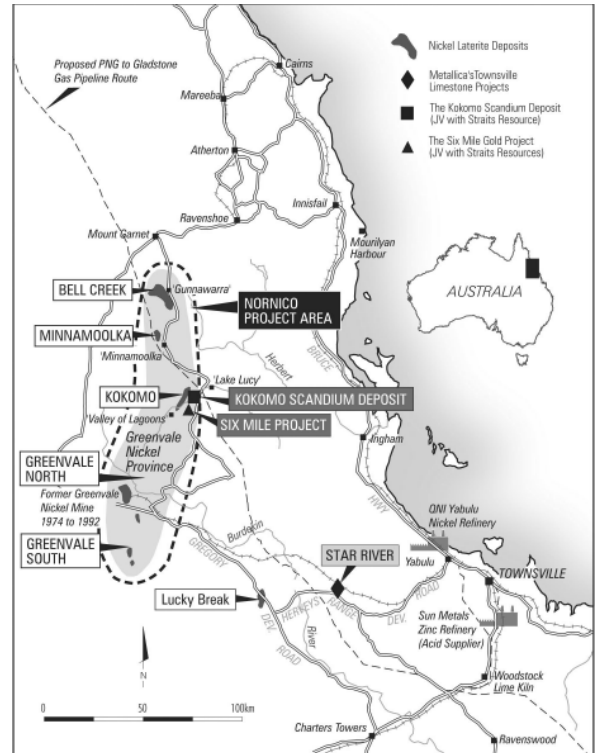 Proposed PNG to Gladstone
Gas Pipeline Route
Nickel Laterite Deposits
Metallica'sTownsville
Limestone Projects
The Kokomo Scandium Deposit
(JV with Straits Resource)
The Six Mile Gold Project
(JV with Straits Resources)
Cairns
Mareeba
Atherton
Innisfail
Ravenshoe
Mount Garnet
Mourilyan
Harbour
BELL CREEK
'Gunnawarra'
NORNICO
PROJECT AREA
AUSTRALIA
MINNAMOOLKA
'Minnamoolka'
Herbert
BRUCE
'Lake Lucy'
KOKOMO
KOKOMO SCANDIUM DEPOSIT
'Valley of Lagoons'
SIX MILE PROJECT
Greenvale
Nickel
Province
Ingham
GREENVALE
NORTH
Former Greenvale
Nickel Mine
1974 to 1992
HWY
QNI Yabulu
Nickel Refinery
Burdekin
GREENVALE
SOUTH
GREGORY
STAR RIVER
Yabulu
TOWNSVILLE
Lucky Break
DEV.
HERKEYS
RANGE
DEV.
ROAD
Sun Metals
Zinc Refinery
(Acid Supplier)
River
ROAD
N
Woodstock
Lime Kiln
0 50 100km
Charters Towers
Ravenswood